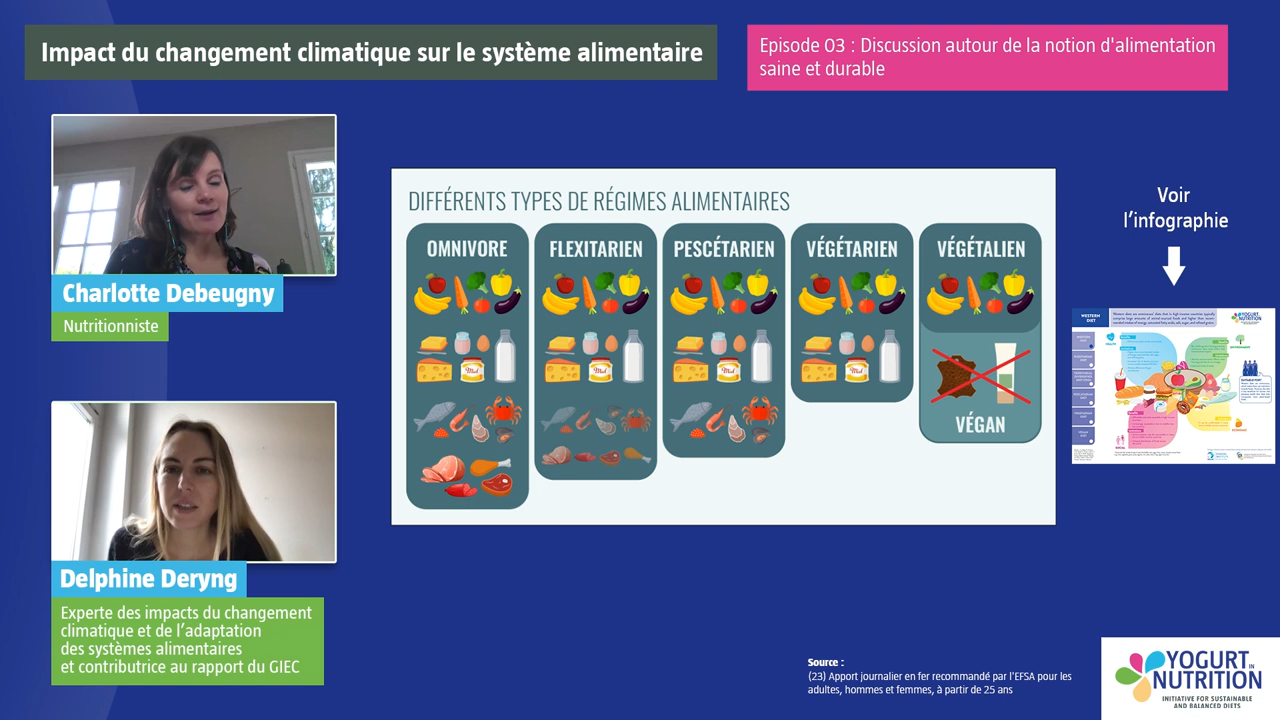 Impact du changement climatique sur le système alimentaire
Episode 03 : Discussion autour de la notion d'alimentation
saine et durable
Charlotte Debeugny
Nutritionniste
Delphine Deryng
Experte des impacts du changement
climatique et de l'adaptation
des systèmes alimentaires
et contributrice au rapport du GIEC
DIFFÉRENTS TYPES DE RÉGIMES ALIMENTAIRES
OMNIVORE
FLEXITARIEN
PESCÉTARIEN
VÉGÉTARIEN
VÉGÉTALIEN
Miel
Miel
Miel
Miel
VÉGAN
Voir
l'infographie
WESTERN
DIET
YOGURT
NUTRITION
Source :
(23) Apport journalier en fer recommandé par l'EFSA pour les
adultes, hommes et femmes, à partir de 25 ans
YOGURT IN
NUTRITION
INITIATIVE FOR SUSTAINABLE
AND BALANCED DIETS